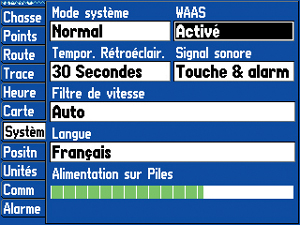 Chasse
Points
Route
Trace
Heure
Carte
Systèm
Positn
Unités
Comm
Alarme
Mode système
Normal
WAAS
Activé
Tempor. Rétroéclair.
30 Secondes
Signal sonore
Touche & alarm
Filtre de vitesse
Auto
Langue
Français
Alimentation sur Piles